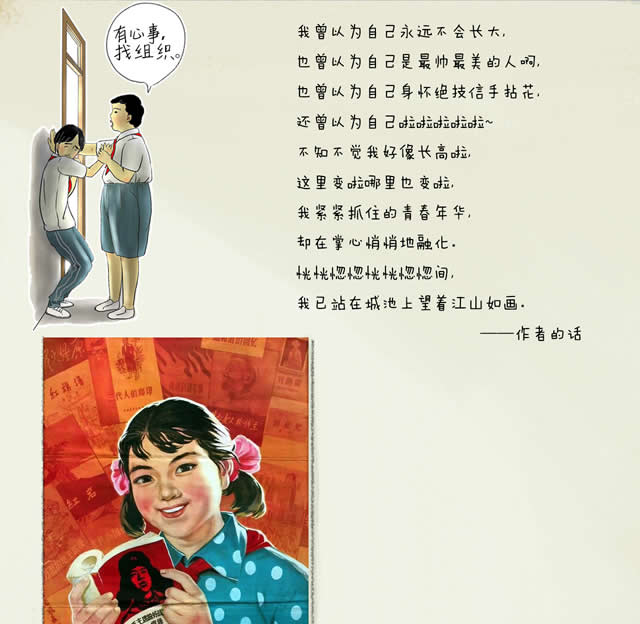 有心事,
找组织。
我曾以为自己永远不会长大,
也曾以为自己是最帅最美的人啊,
也曾以为自己身怀绝技信手拈花,
还曾以为自己啦啦啦啦啦~
不知不觉我好像长高啦,
这里变啦哪里也变啦,
我紧紧抓住的青春年华,
却在掌心悄悄地融化.
恍恍惚惚恍恍惚惚间,
我已站在城池上望着江山如画.
——作者的话
三代人的脚印
红岩